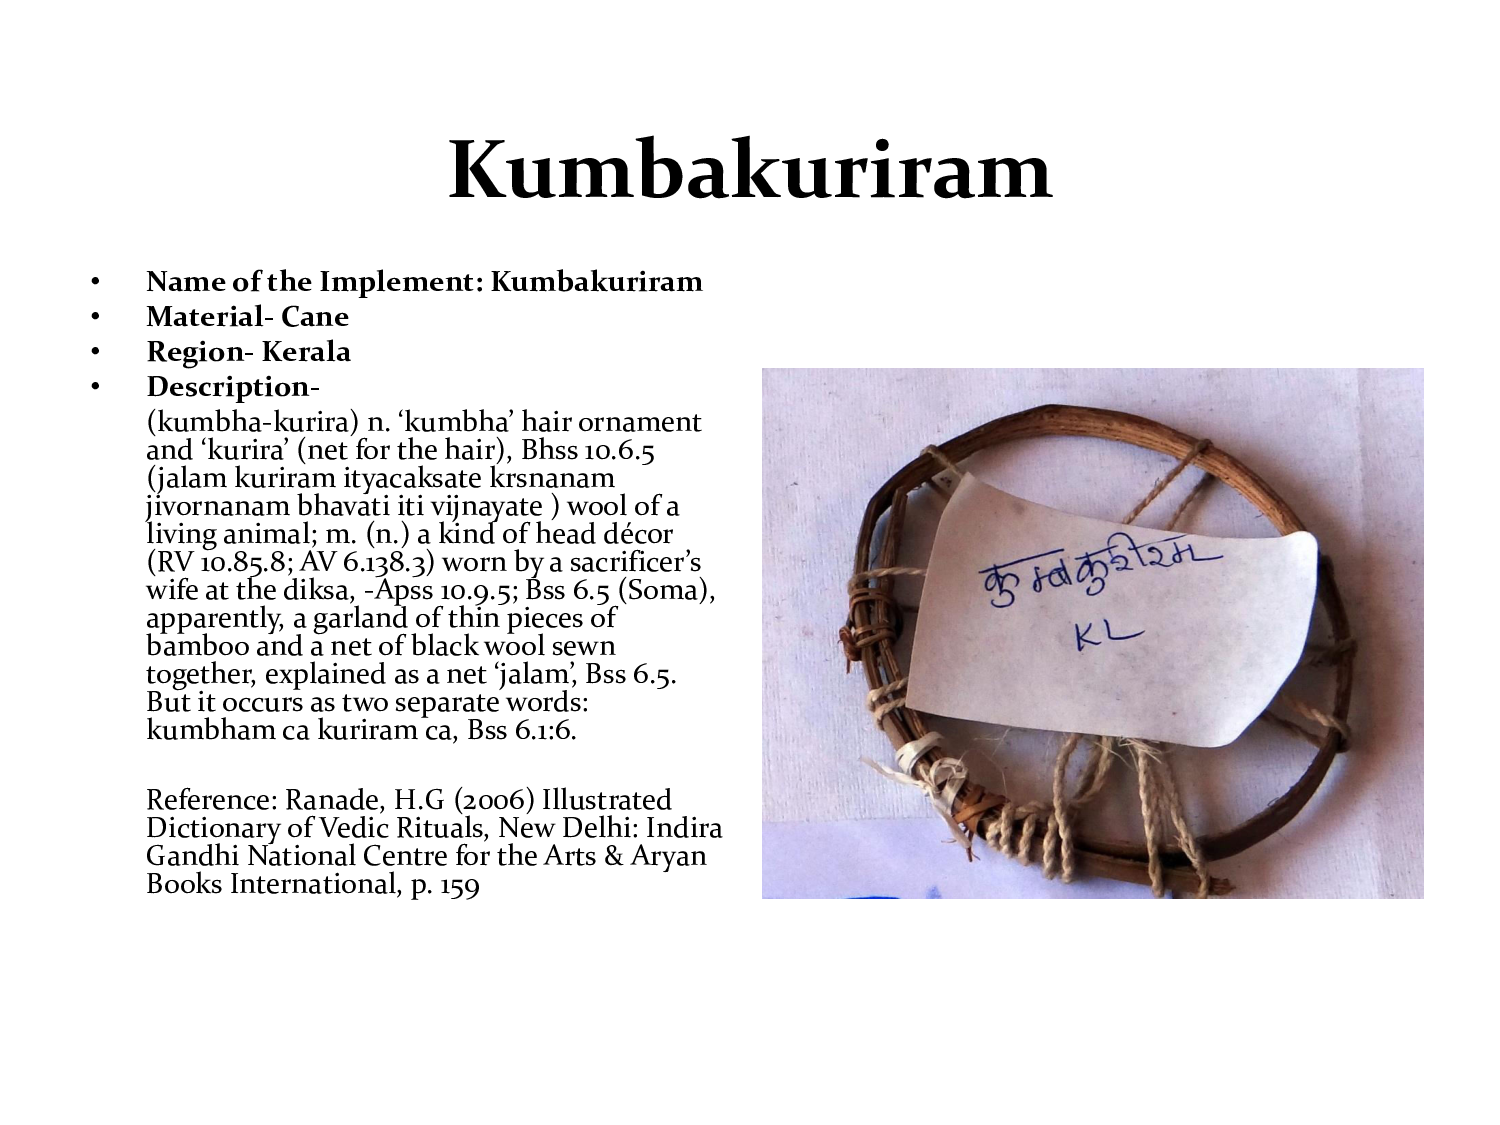 Kumbakuriram
• Name of the Implement: Kumbakuriram
• Material- Cane
• Region- Kerala
• Description-
(kumbha-kurira) n. ‘kumbha’ hair ornament
and ‘kurira’ (net for the hair), Bhss 10.6.5
(jalam kuriram ityacaksate krsnanam
jivornanam bhavati iti vijnayate ) wool of a
living animal; m. (n.) a kind of head décor
(RV 10.85.8; AV 6.138.3) worn by a sacrificer’s
wife at the diksa, -Apss 10.9.5; Bss 6.5 (Soma),
apparently, a garland of thin pieces of
bamboo and a net of black wool sewn
together, explained as a net ‘jalam’, Bss 6.5.
But it occurs as two separate words:
kumbham ca kuriram ca, Bss 6.1:6.
Reference: Ranade, H.G (2006) Illustrated
Dictionary of Vedic Rituals, New Delhi: Indira
Gandhi National Centre for the Arts & Aryan
Books International, p. 159
कुम्बकुरीरम्
KL